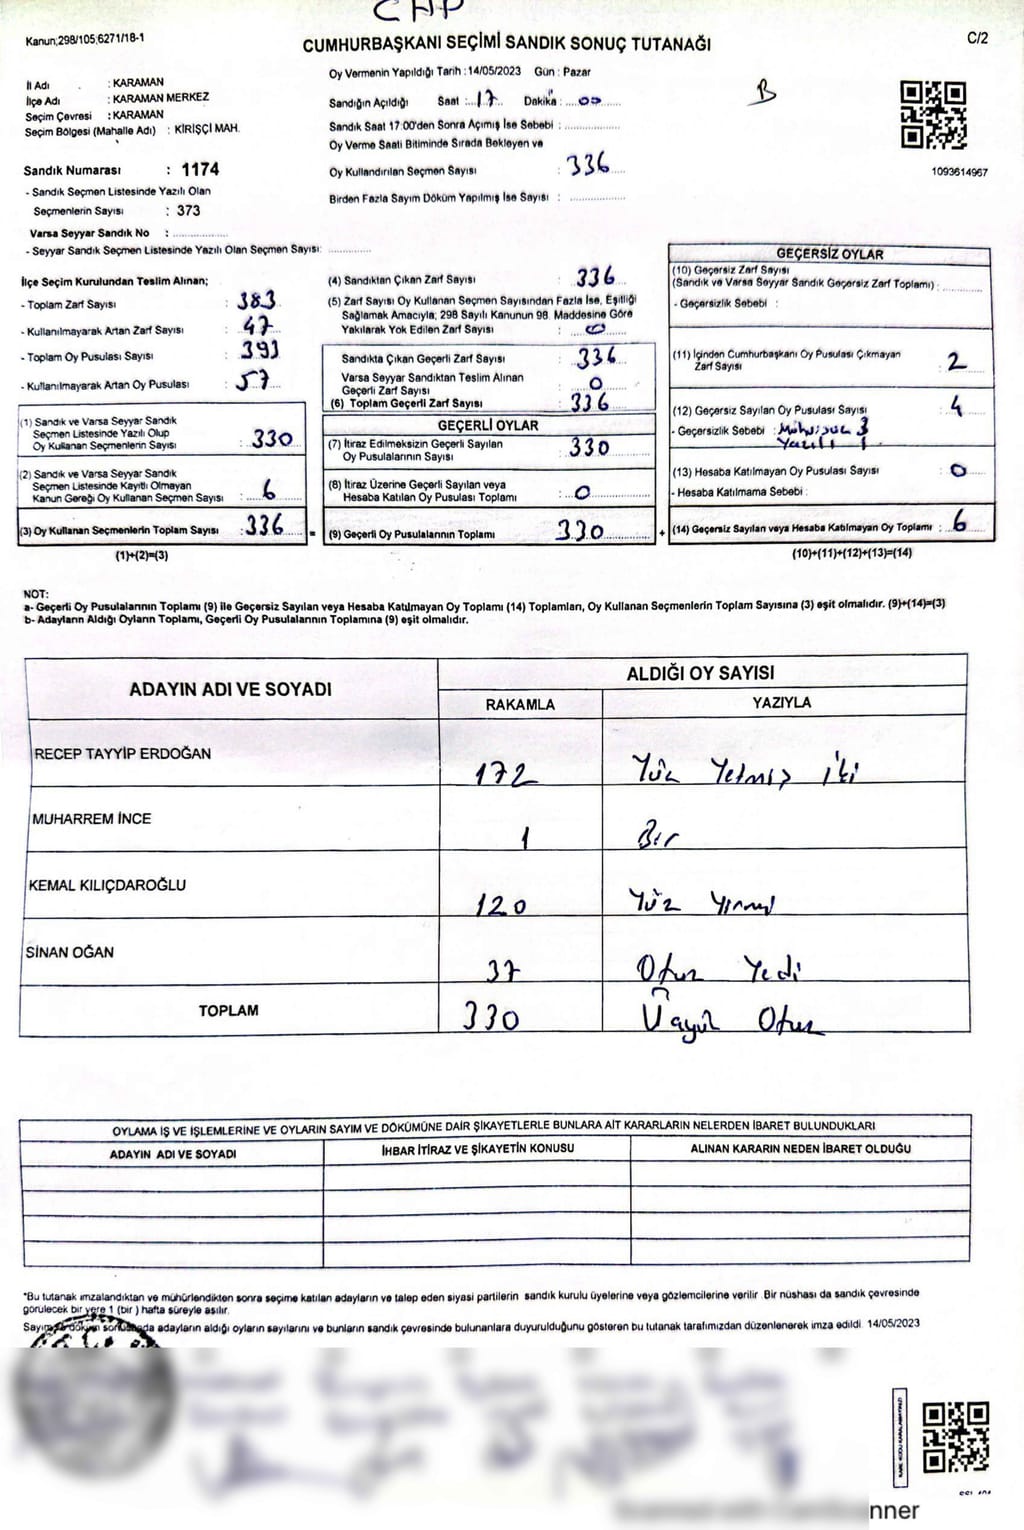 CHP
Kanun;298/105;6271/18-1
C/2
CUMHURBAŞKANI SEÇİMİ SANDIK SONUÇ TUTANAĞI
İl Adı : KARAMAN
İlçe Adı : KARAMAN MERKEZ
Seçim Çevresi : KARAMAN
Seçim Bölgesi (Mahalle Adı) : KİRİŞÇİ MAH.
Sandık Numarası : 1174
- Sandık Seçmen Listesinde Yazılı Olan
Seçmenlerin Sayısı : 373
Varsa Seyyar Sandık No :
- Seyyar Sandık Seçmen Listesinde Yazılı Olan Seçmen Sayısı:
Oy Vermenin Yapıldığı Tarih : 14/05/2023 Gün : Pazar
Sandığın Açıldığı Saat : 17 Dakika : 00
Sandık Saat 17:00'den Sonra Açımış İse Sebebi :
Oy Verme Saati Bitiminde Sırada Bekleyen ve
Oy Kullandırılan Seçmen Sayısı : 336
Birden Fazla Sayım Döküm Yapılmış İse Sayısı :
B
1093614967
İlçe Seçim Kurulundan Teslim Alınan;
- Toplam Zarf Sayısı : 383
- Kullanılmayarak Artan Zarf Sayısı : 47
- Toplam Oy Pusulası Sayısı : 393
- Kullanılmayarak Artan Oy Pusulası : 57
(1) Sandık ve Varsa Seyyar Sandık
Seçmen Listesinde Yazılı Olup
Oy Kullanan Seçmenlerin Sayısı : 330
(2) Sandık ve Varsa Seyyar Sandık
Seçmen Listesinde Kayıtlı Olmayan
Kanun Gereği Oy Kullanan Seçmen Sayısı : 6
(3) Oy Kullanan Seçmenlerin Toplam Sayısı : 336
(1)+(2)=(3)
(4) Sandıktan Çıkan Zarf Sayısı : 336
(5) Zarf Sayısı Oy Kullanan Seçmen Sayısından Fazla İse, Eşitliği
Sağlamak Amacıyla; 298 Sayılı Kanunun 98. Maddesine Göre
Yakılarak Yok Edilen Zarf Sayısı : 0
Sandıkta Çıkan Geçerli Zarf Sayısı : 336
Varsa Seyyar Sandıktan Teslim Alınan
Geçerli Zarf Sayısı : 0
(6) Toplam Geçerli Zarf Sayısı : 336
GEÇERLİ OYLAR
(7) İtiraz Edilmeksizin Geçerli Sayılan
Oy Pusulalarının Sayısı : 330
(8) İtiraz Üzerine Geçerli Sayılan veya
Hesaba Katılan Oy Pusulası Toplamı : 0
= (9) Geçerli Oy Pusulalarının Toplamı : 330 +
GEÇERSİZ OYLAR
(10) Geçersiz Zarf Sayısı
(Sandık ve Varsa Seyyar Sandık Geçersiz Zarf Toplamı) :
- Geçersizlik Sebebi :
(11) İçinden Cumhurbaşkanı Oy Pusulası Çıkmayan
Zarf Sayısı : 2
(12) Geçersiz Sayılan Oy Pusulası Sayısı : 4
- Geçersizlik Sebebi : Mühürsüz 3
Yazılı 1
(13) Hesaba Katılmayan Oy Pusulası Sayısı : 0
- Hesaba Katılmama Sebebi :
(14) Geçersiz Sayılan veya Hesaba Katılmayan Oy Toplamı : 6
(10)+(11)+(12)+(13)=(14)
NOT:
a- Geçerli Oy Pusulalarının Toplamı (9) ile Geçersiz Sayılan veya Hesaba Katılmayan Oy Toplamı (14) Toplamları, Oy Kullanan Seçmenlerin Toplam Sayısına (3) eşit olmalıdır. (9)+(14)=(3)
b- Adayların Aldığı Oyların Toplamı, Geçerli Oy Pusulalarının Toplamına (9) eşit olmalıdır.
ADAYIN ADI VE SOYADI ALDIĞI OY SAYISI
RAKAMLA YAZIYLA
RECEP TAYYİP ERDOĞAN 172 Yüz Yetmiş iki
MUHARREM İNCE 1 Bir
KEMAL KILIÇDAROĞLU 120 Yüz Yirmi
SİNAN OĞAN 37 Otuz Yedi
TOPLAM 330 Üçyüz Otuz
OYLAMA İŞ VE İŞLEMLERİNE VE OYLARIN SAYIM VE DÖKÜMÜNE DAİR ŞİKAYETLERLE BUNLARA AİT KARARLARIN NELERDEN İBARET BULUNDUKLARI
ADAYIN ADI VE SOYADI İHBAR İTİRAZ VE ŞİKAYETİN KONUSU ALINAN KARARIN NEDEN İBARET OLDUĞU
*Bu tutanak imzalandıktan ve mühürlendikten sonra seçime katılan adayların ve talep eden siyasi partilerin sandık kurulu üyelerine veya gözlemcilerine verilir. Bir nüshası da sandık çevresinde
görülecek bir yere 1 (bir) hafta süreyle asılır.
Sayım döküm sonucunda adayların aldığı oyların sayılarını ve bunların sandık çevresinde bulunanlara duyurulduğunu gösteren bu tutanak tarafımızdan düzenlenerek imza edildi. 14/05/2023
Scanned with CamScanner